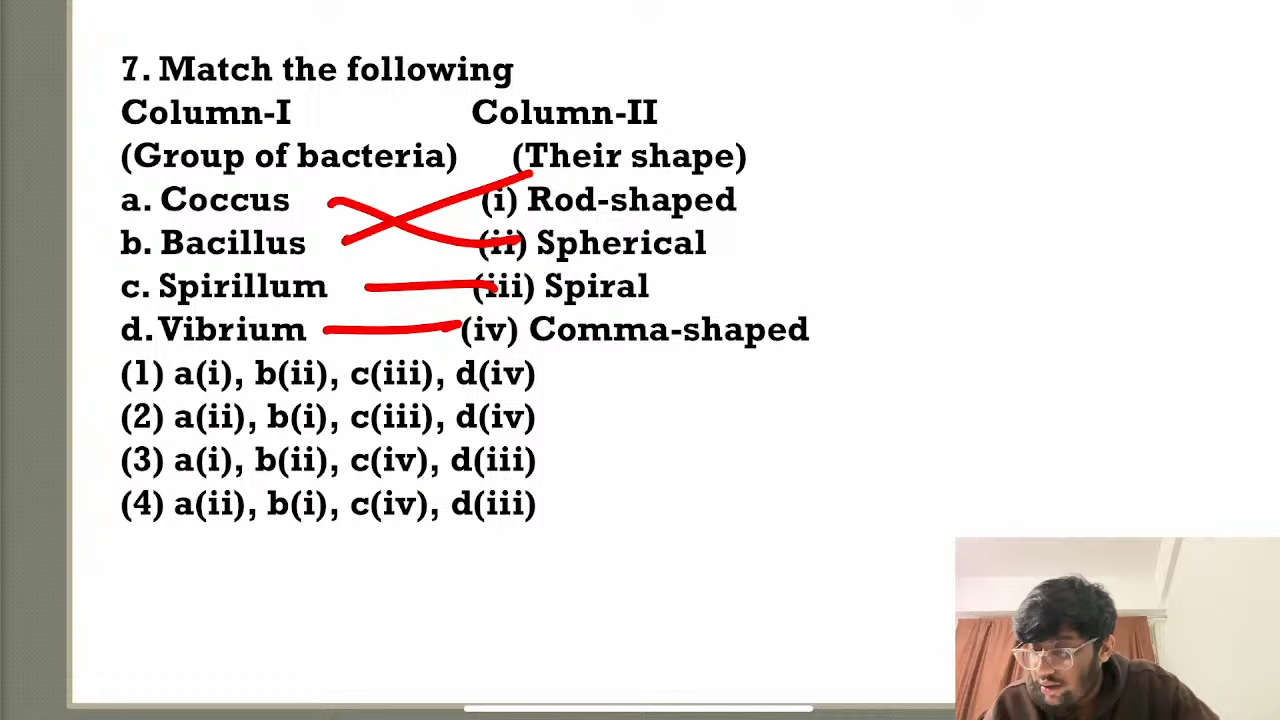 7. Match the following
Column-I Column-II
(Group of bacteria) (Their shape)
a. Coccus (i) Rod-shaped
b. Bacillus (ii) Spherical
c. Spirillum (iii) Spiral
d. Vibrium (iv) Comma-shaped
(1) a(i), b(ii), c(iii), d(iv)
(2) a(ii), b(i), c(iii), d(iv)
(3) a(i), b(ii), c(iv), d(iii)
(4) a(ii), b(i), c(iv), d(iii)